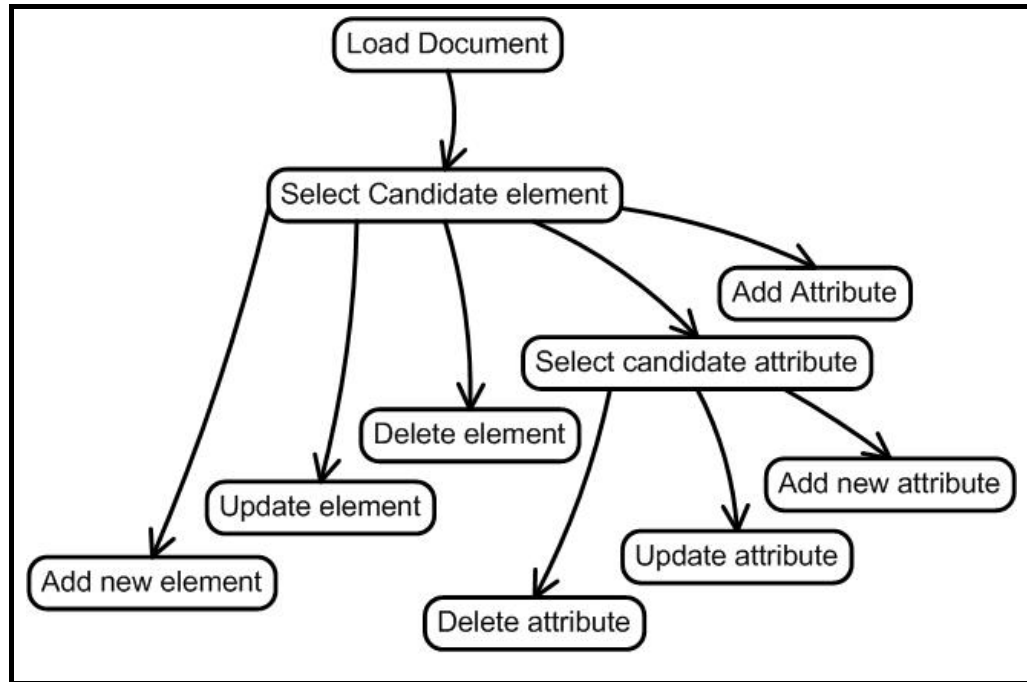 Load Document
Select Candidate element
Add Attribute
Select candidate attribute
Delete element
Add new attribute
Update element
Update attribute
Add new element
Delete attribute